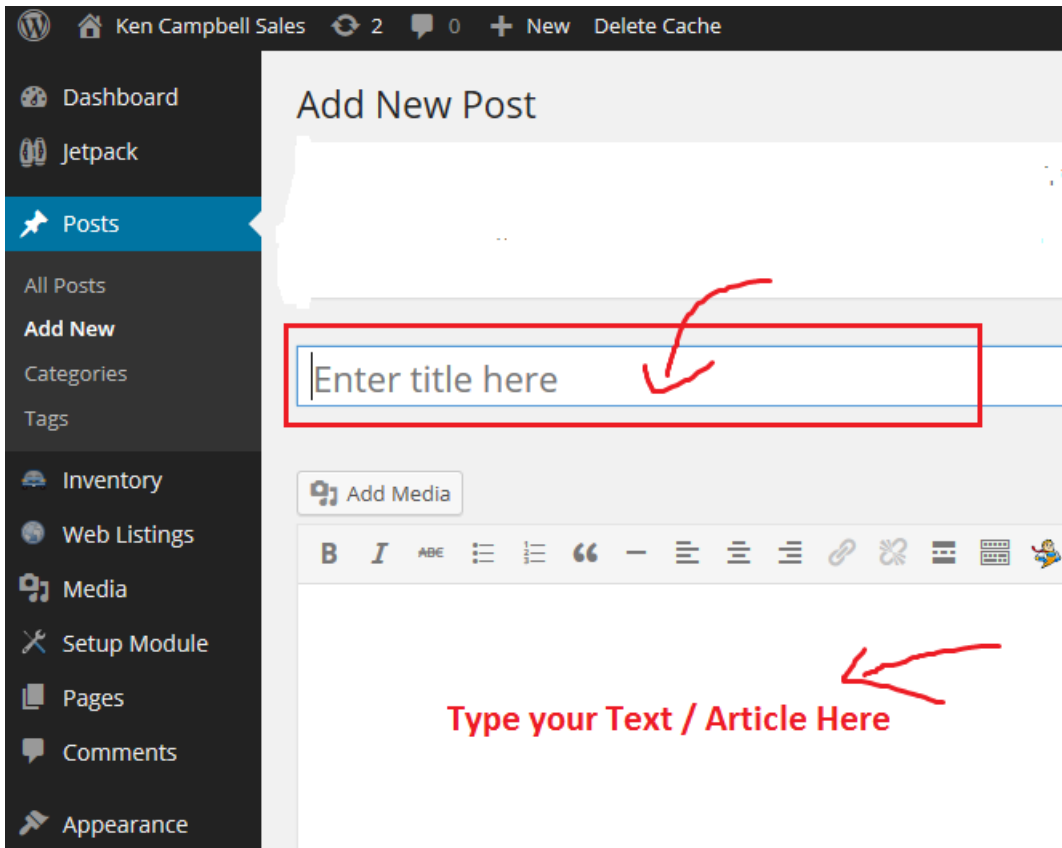 Ken Campbell Sales 2 0 New Delete Cache
Dashboard
Jetpack
Posts
All Posts
Add New
Categories
Tags
Inventory
Web Listings
Media
Setup Module
Pages
Comments
Appearance
Add New Post
Enter title here
Add Media
B I ABC
Type your Text / Article Here